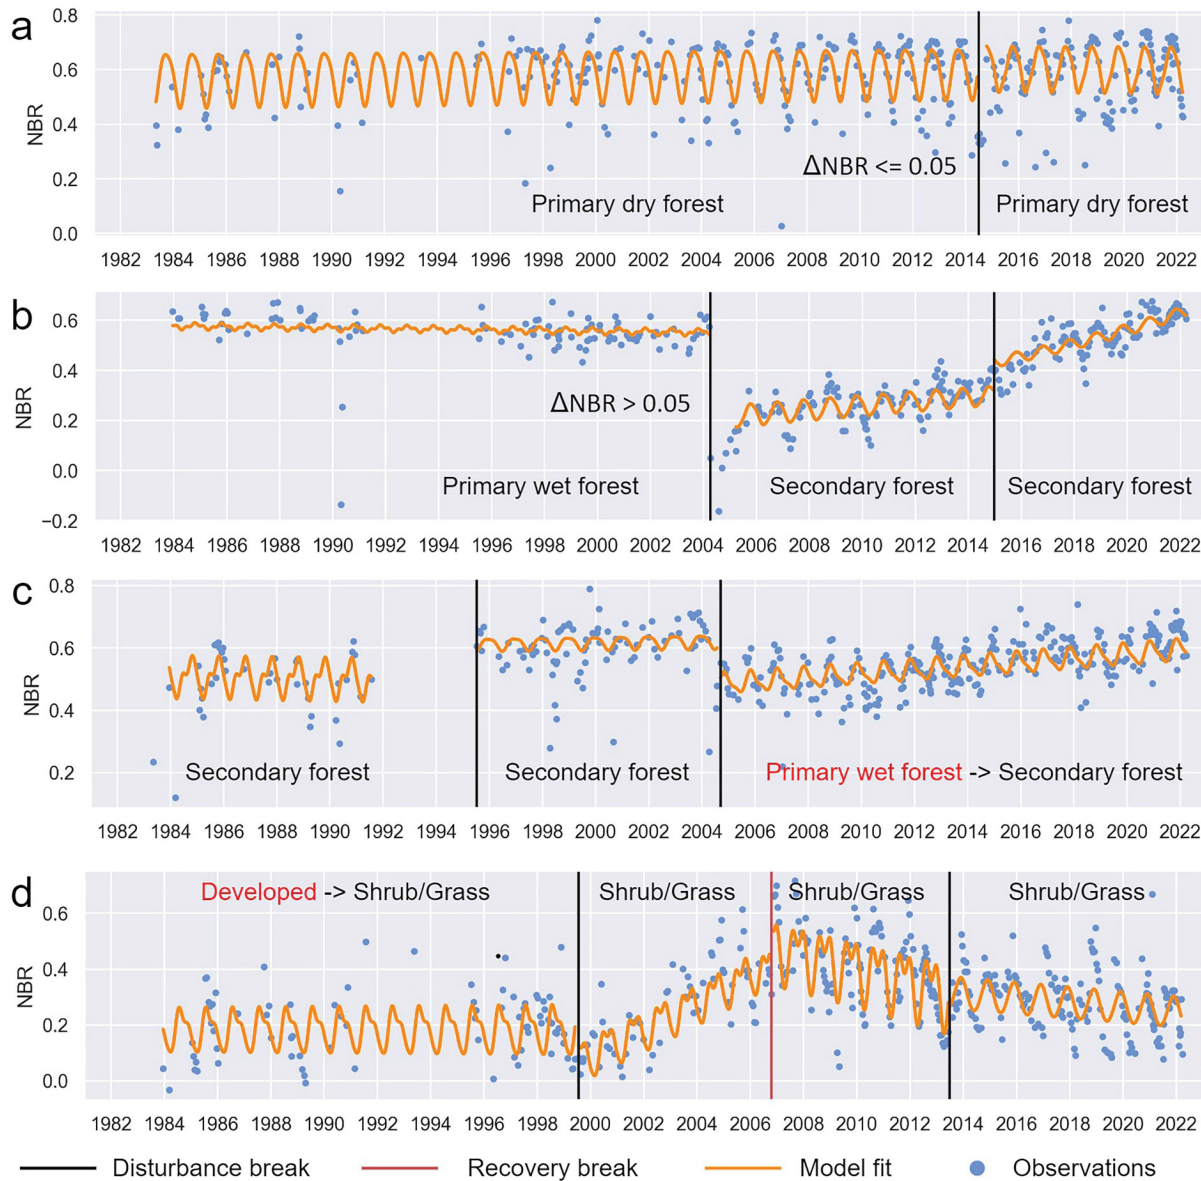 a
0.8
0.6
0.4
0.2
0.0
NBR
ΔNBR <= 0.05
Primary dry forest
Primary dry forest
1982 1984 1986 1988 1990 1992 1994 1996 1998 2000 2002 2004 2006 2008 2010 2012 2014 2016 2018 2020 2022
b
0.6
0.4
0.2
0.0
−0.2
NBR
ΔNBR > 0.05
Primary wet forest
Secondary forest
Secondary forest
1982 1984 1986 1988 1990 1992 1994 1996 1998 2000 2002 2004 2006 2008 2010 2012 2014 2016 2018 2020 2022
c
0.8
0.6
0.4
0.2
NBR
Secondary forest
Secondary forest
Primary wet forest -> Secondary forest
1982 1984 1986 1988 1990 1992 1994 1996 1998 2000 2002 2004 2006 2008 2010 2012 2014 2016 2018 2020 2022
d
Developed -> Shrub/Grass
Shrub/Grass
Shrub/Grass
Shrub/Grass
0.6
0.4
0.2
0.0
NBR
1982 1984 1986 1988 1990 1992 1994 1996 1998 2000 2002 2004 2006 2008 2010 2012 2014 2016 2018 2020 2022
Disturbance break Recovery break Model fit Observations